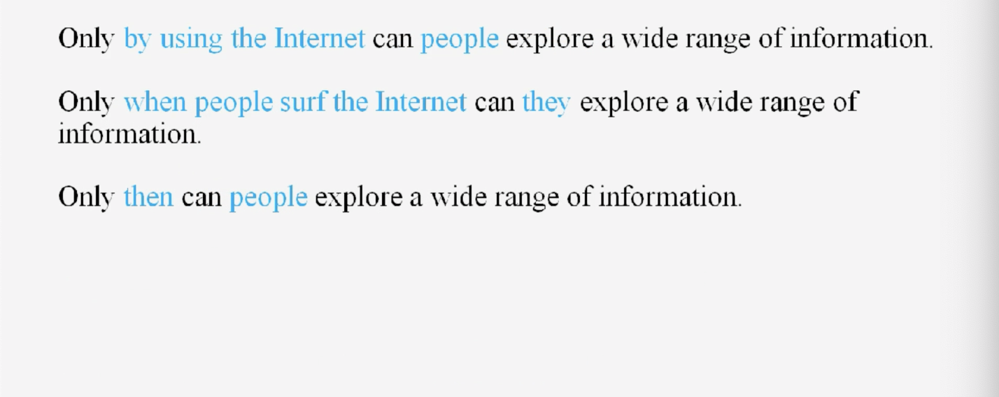 Only by using the Internet can people explore a wide range of information.
Only when people surf the Internet can they explore a wide range of
information.
Only then can people explore a wide range of information.